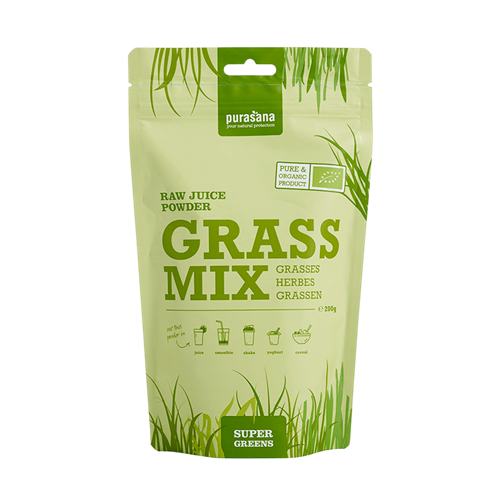 purasana
your natural protection
PURE &
ORGANIC
PRODUCT
RAW JUICE
POWDER
GRASS
MIX
GRASSES
HERBES
GRASSEN
℮ 200g
juice
smoothie
shake
yoghurt
cereal
SUPER
GREENS